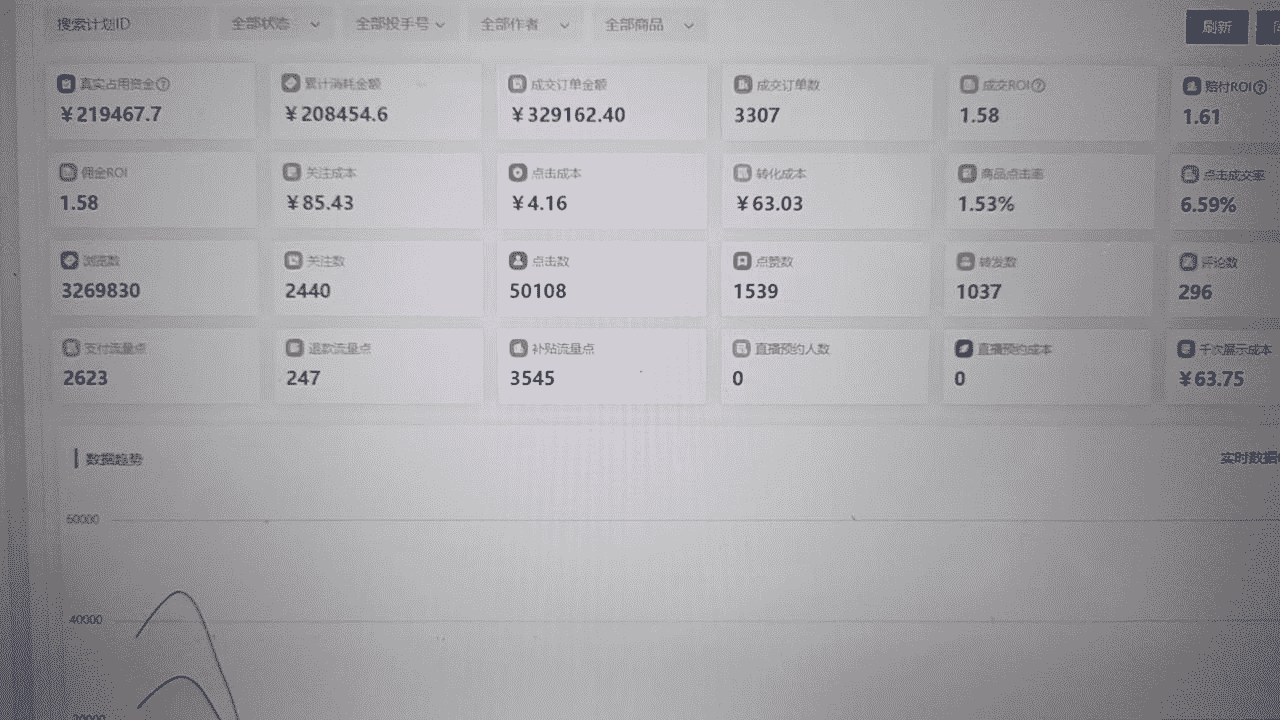 搜索计划ID 全部状态 全部投手号 全部作者 全部商品 刷新
真实占用资金 累计消耗金额 成交订单金额 成交订单数 成交ROI 赔付ROI
¥219467.7 ¥208454.6 ¥329162.40 3307 1.58 1.61
佣金ROI 关注成本 点击成本 转化成本 商品点击率 点击成交率
1.58 ¥85.43 ¥4.16 ¥63.03 1.53% 6.59%
浏览数 关注数 点击数 点赞数 转发数 评论数
3269830 2440 50108 1539 1037 296
支付流量点 退款流量点 补贴流量点 直播预约人数 直播预约成本 千次展示成本
2623 247 3545 0 0 ¥63.75
数据趋势 实时数据
50000
40000